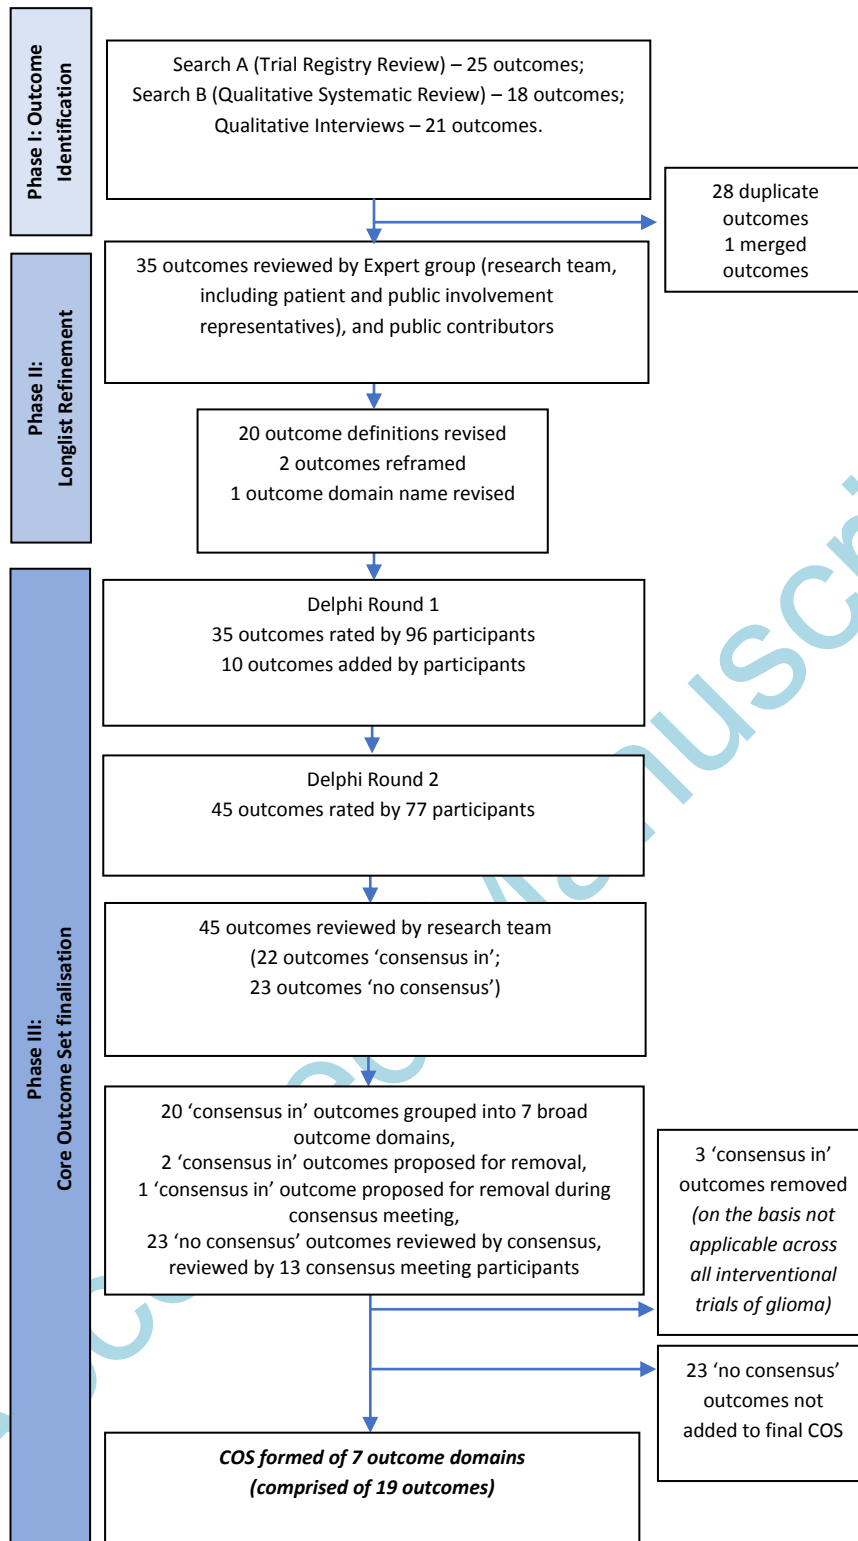 Phase I: Outcome
Identification
Search A (Trial Registry Review) – 25 outcomes;
Search B (Qualitative Systematic Review) – 18 outcomes;
Qualitative Interviews – 21 outcomes.
28 duplicate
outcomes
1 merged
outcomes
Phase II:
Longlist Refinement
35 outcomes reviewed by Expert group (research team,
including patient and public involvement
representatives), and public contributors
20 outcome definitions revised
2 outcomes reframed
1 outcome domain name revised
Phase III:
Core Outcome Set finalisation
Delphi Round 1
35 outcomes rated by 96 participants
10 outcomes added by participants
Delphi Round 2
45 outcomes rated by 77 participants
45 outcomes reviewed by research team
(22 outcomes ‘consensus in’;
23 outcomes ‘no consensus’)
20 ‘consensus in’ outcomes grouped into 7 broad
outcome domains,
2 ‘consensus in’ outcomes proposed for removal,
1 ‘consensus in’ outcome proposed for removal during
consensus meeting,
23 ‘no consensus’ outcomes reviewed by consensus,
reviewed by 13 consensus meeting participants
3 ‘consensus in’
outcomes removed
(on the basis not
applicable across
all interventional
trials of glioma)
23 ‘no consensus’
outcomes not
added to final COS
COS formed of 7 outcome domains
(comprised of 19 outcomes)